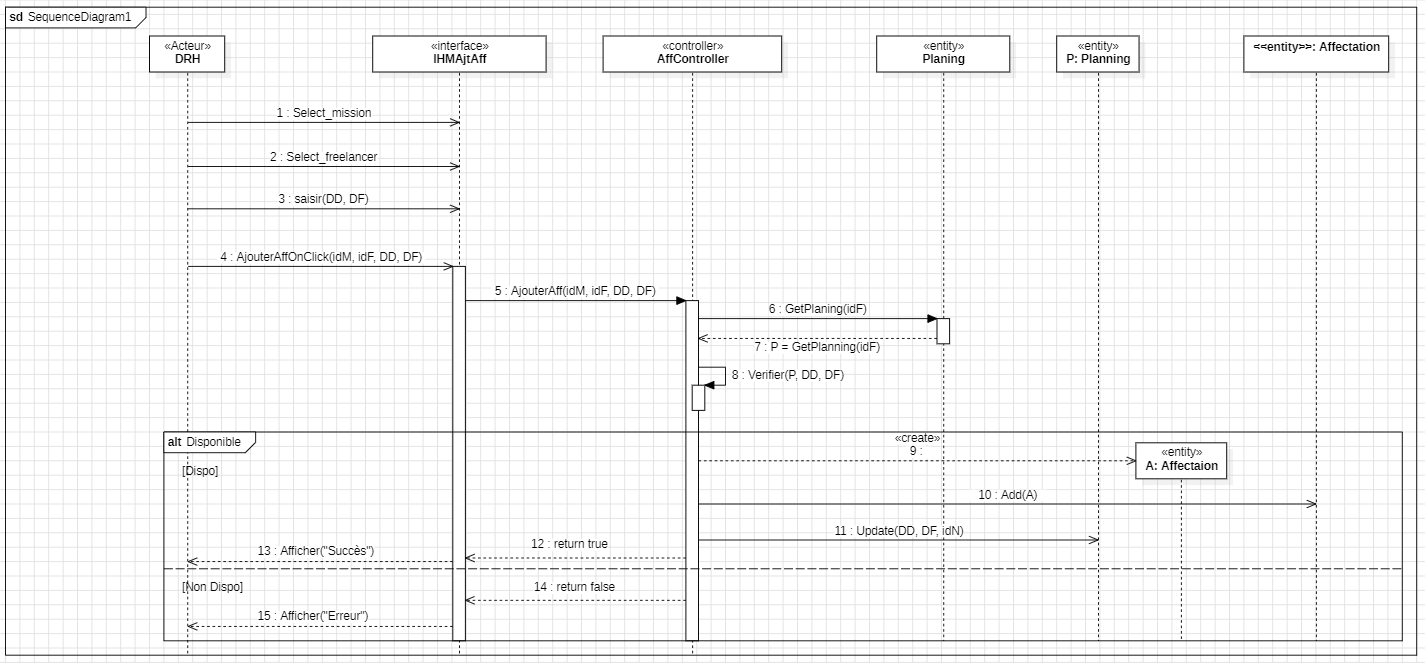 sd SequenceDiagram1
«Acteur»
DRH
«interface»
IHMAjtAff
«controller»
AffController
«entity»
Planing
«entity»
P: Planning
<<entity>>: Affectation
1 : Select_mission
2 : Select_freelancer
3 : saisir(DD, DF)
4 : AjouterAffOnClick(idM, idF, DD, DF)
5 : AjouterAff(idM, idF, DD, DF)
6 : GetPlaning(idF)
7 : P = GetPlanning(idF)
8 : Verifier(P, DD, DF)
alt Disponible
[Dispo]
«create»
9 :
«entity»
A: Affectaion
10 : Add(A)
11 : Update(DD, DF, idN)
12 : return true
13 : Afficher("Succès")
[Non Dispo]
14 : return false
15 : Afficher("Erreur")